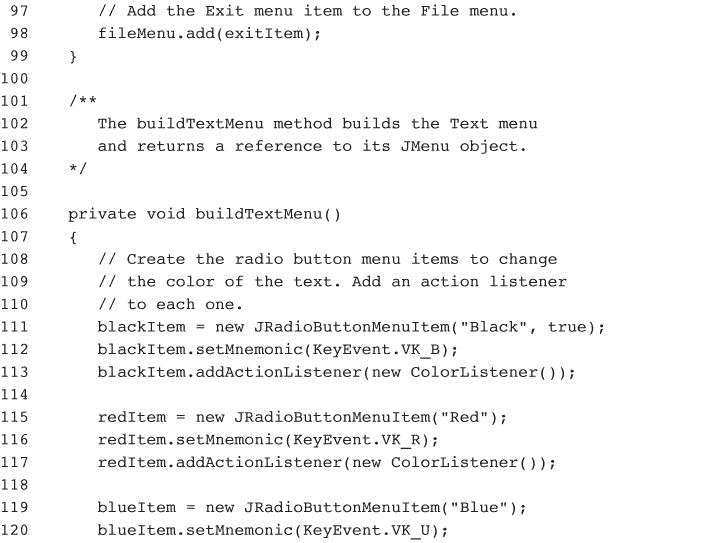 97 // Add the Exit menu item to the File menu.
98 fileMenu.add(exitItem);
99 }
100
101 /**
102 The buildTextMenu method builds the Text menu
103 and returns a reference to its JMenu object.
104 */
105
106 private void buildTextMenu()
107 {
108 // Create the radio button menu items to change
109 // the color of the text. Add an action listener
110 // to each one.
111 blackItem = new JRadioButtonMenuItem("Black", true);
112 blackItem.setMnemonic(KeyEvent.VK_B);
113 blackItem.addActionListener(new ColorListener());
114
115 redItem = new JRadioButtonMenuItem("Red");
116 redItem.setMnemonic(KeyEvent.VK_R);
117 redItem.addActionListener(new ColorListener());
118
119 blueItem = new JRadioButtonMenuItem("Blue");
120 blueItem.setMnemonic(KeyEvent.VK_U);